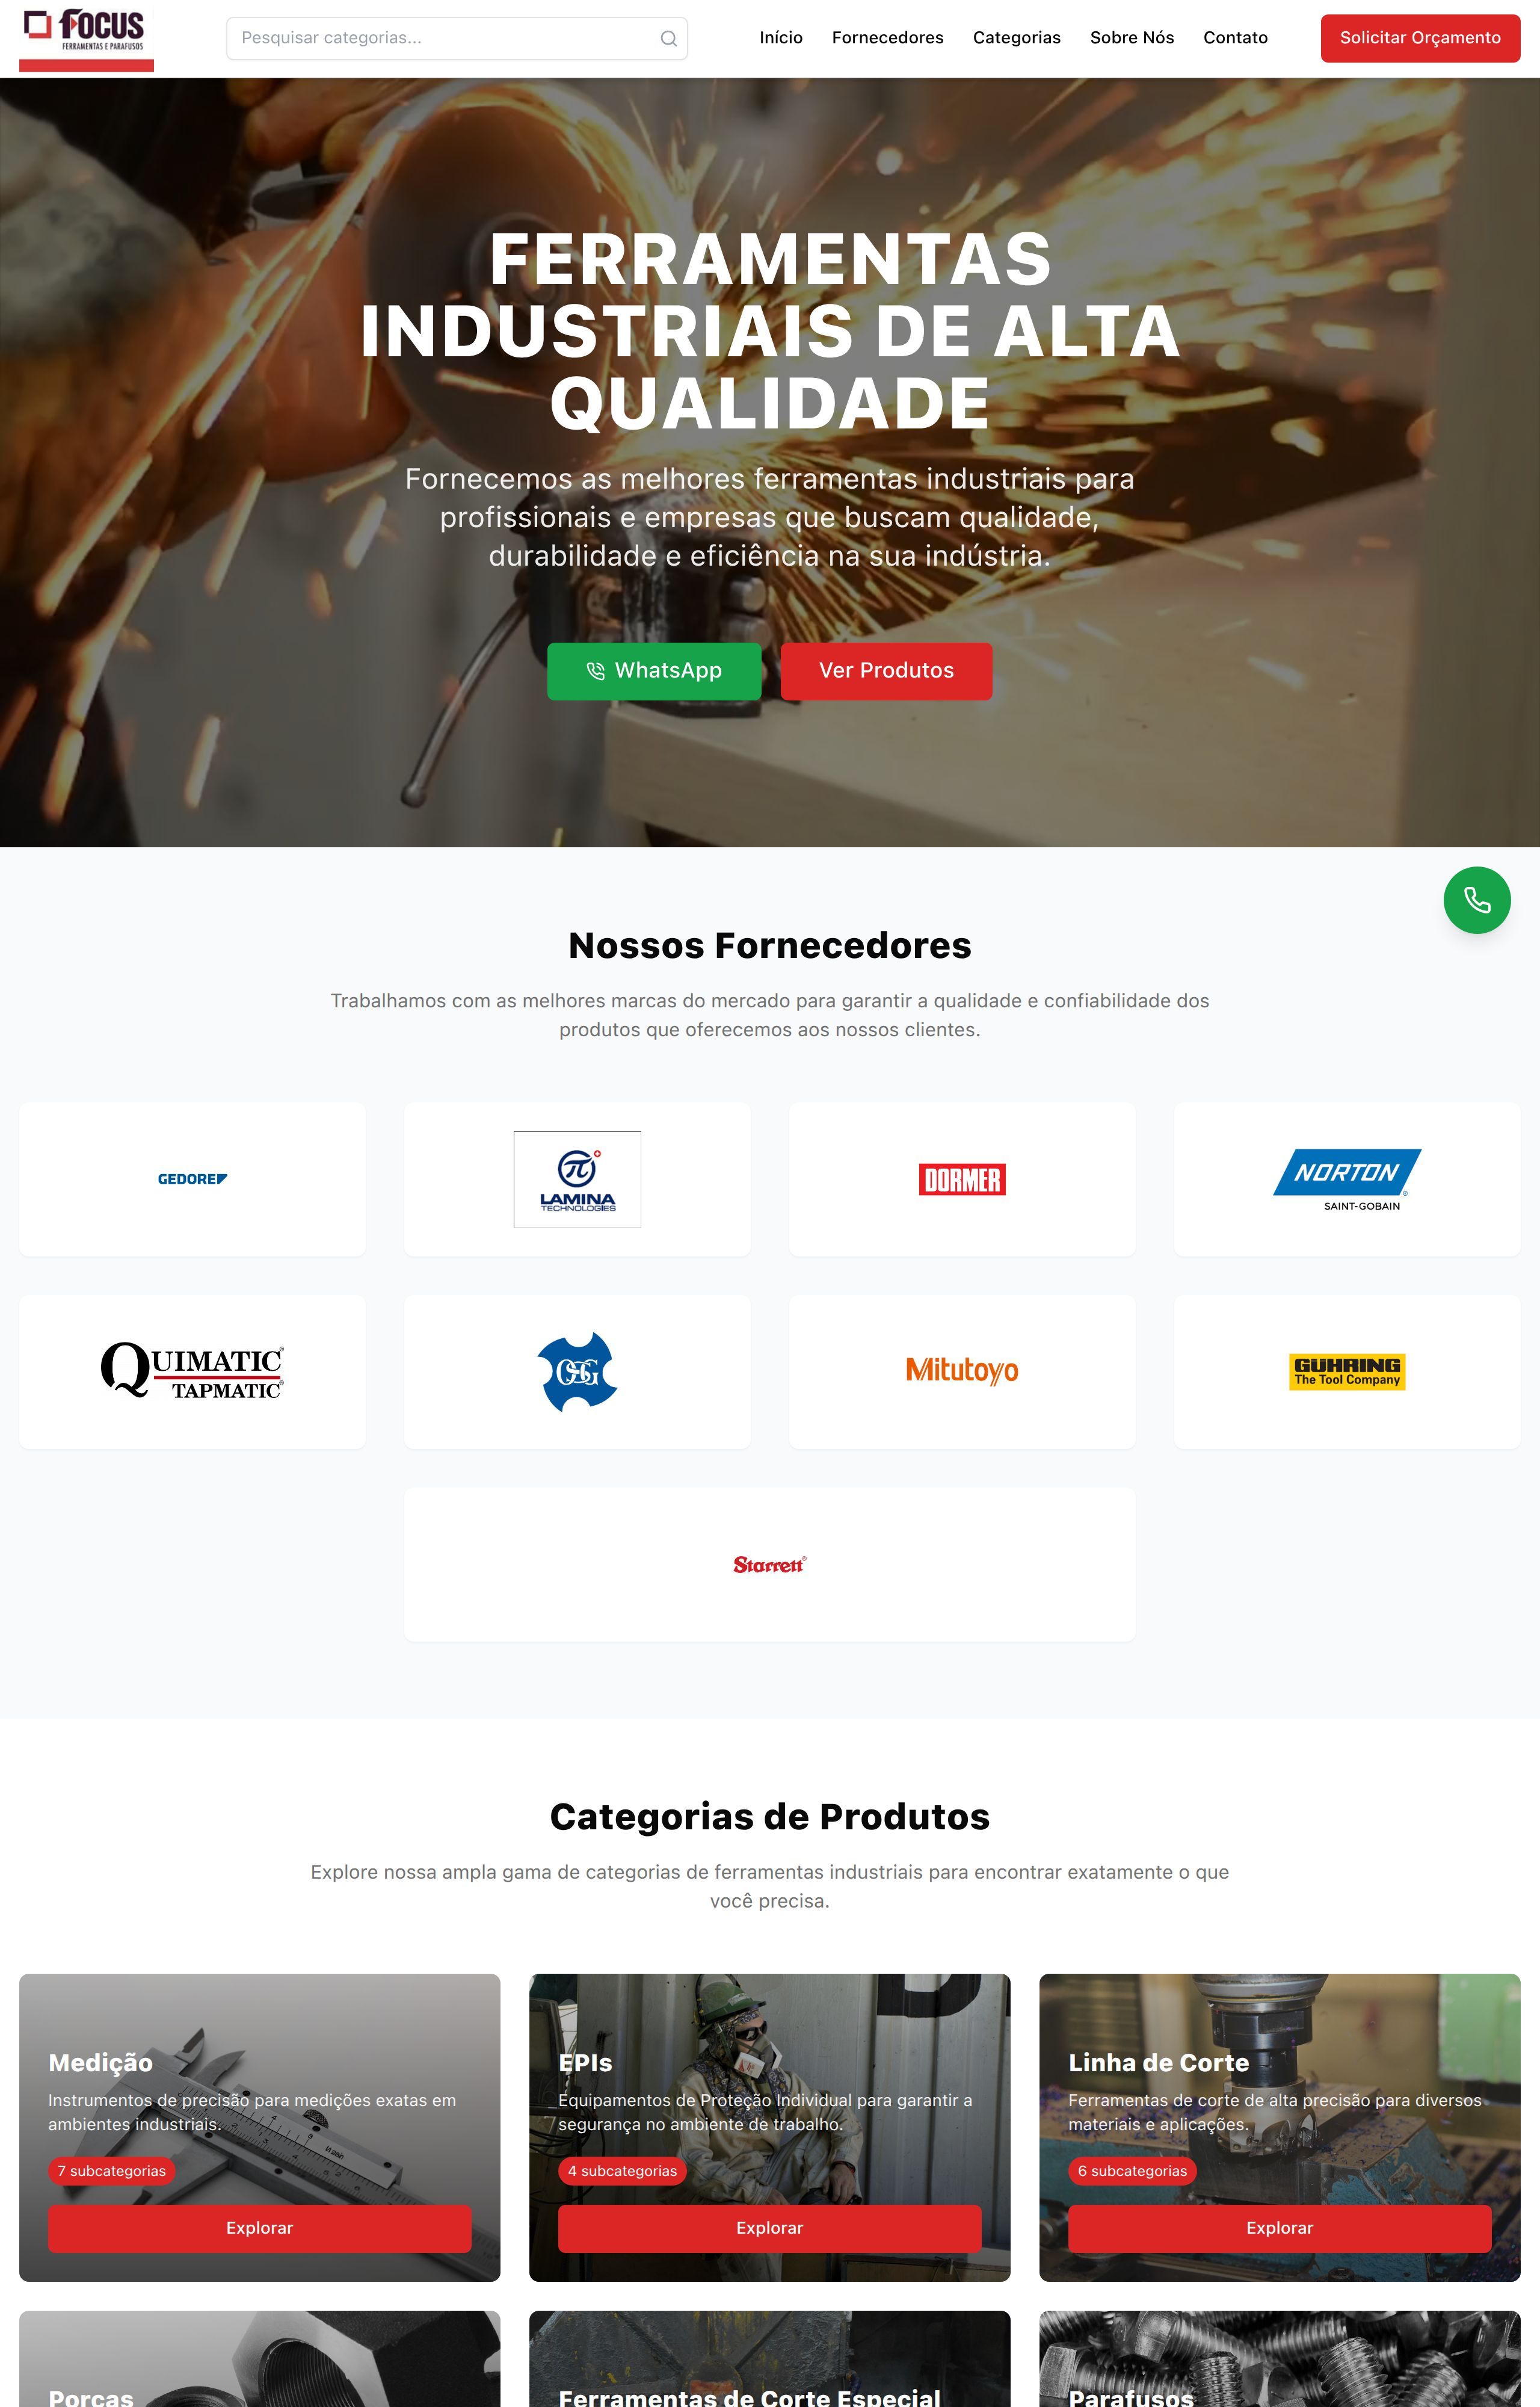 FOCUS
FERRAMENTAS E PARAFUSOS
Pesquisar categorias...
Início
Fornecedores
Categorias
Sobre Nós
Contato
Solicitar Orçamento
FERRAMENTAS
INDUSTRIAIS DE ALTA
QUALIDADE
Fornecemos as melhores ferramentas industriais para
profissionais e empresas que buscam qualidade,
durabilidade e eficiência na sua indústria.
WhatsApp
Ver Produtos
Nossos Fornecedores
Trabalhamos com as melhores marcas do mercado para garantir a qualidade e confiabilidade dos
produtos que oferecemos aos nossos clientes.
GEDORE
π
LAMINA
TECHNOLOGIES
DORMER
NORTON®
SAINT-GOBAIN
QUIMATIC®
TAPMATIC®
OSG
Mitutoyo
GÜHRING
The Tool Company
Starrett®
Categorias de Produtos
Explore nossa ampla gama de categorias de ferramentas industriais para encontrar exatamente o que
você precisa.
Medição
Instrumentos de precisão para medições exatas em
ambientes industriais.
7 subcategorias
Explorar
EPIs
Equipamentos de Proteção Individual para garantir a
segurança no ambiente de trabalho.
4 subcategorias
Explorar
Linha de Corte
Ferramentas de corte de alta precisão para diversos
materiais e aplicações.
6 subcategorias
Explorar
Porcas
Ferramentas de Corte Especial
Parafusos